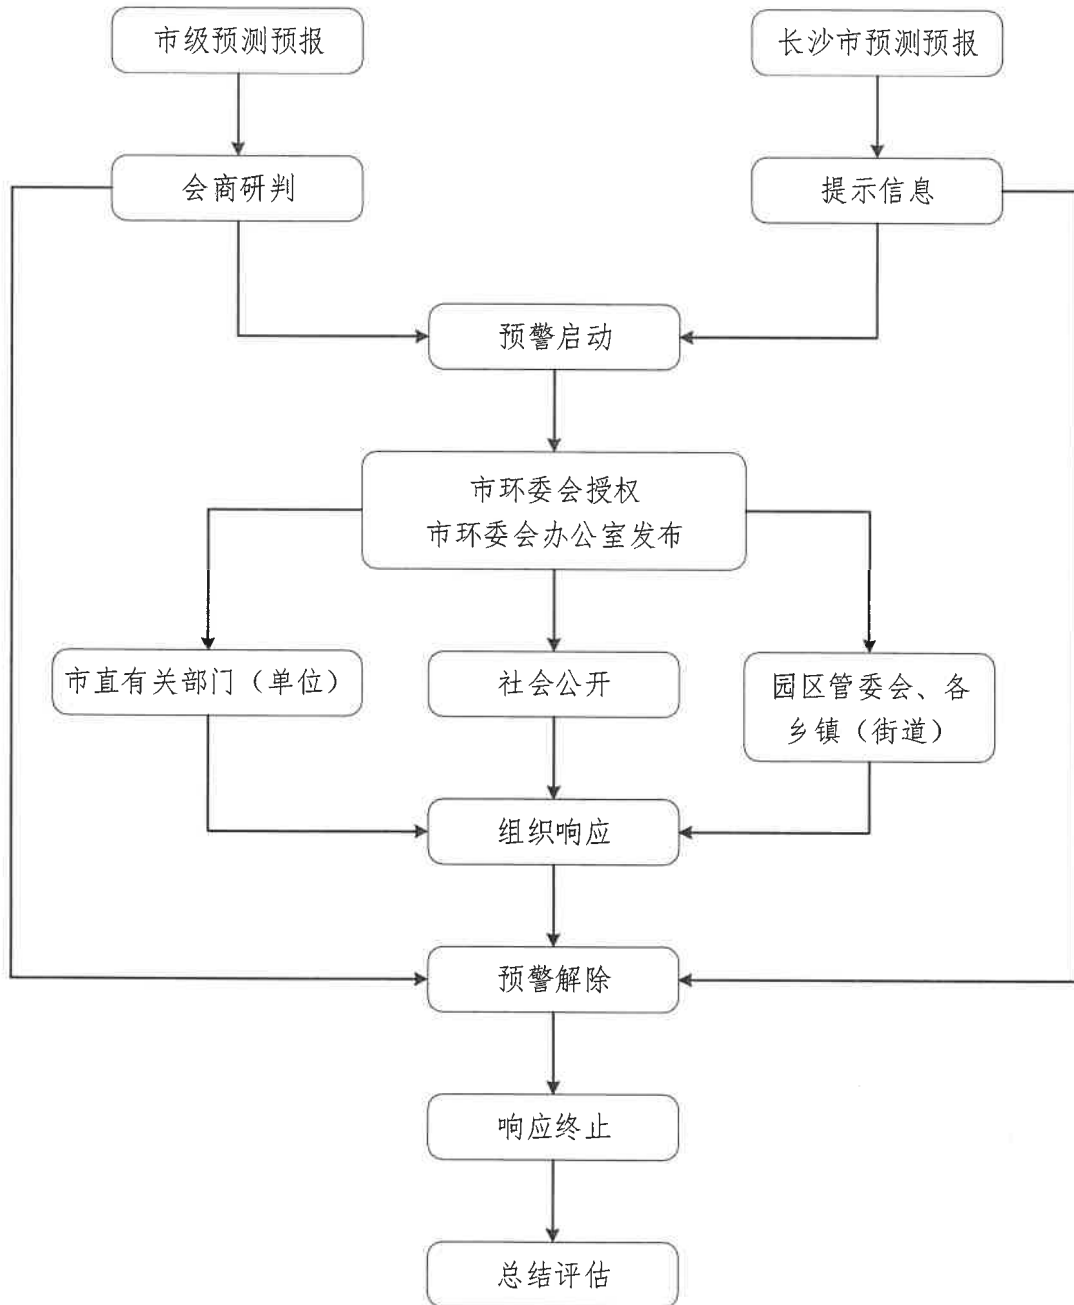 市级预测预报
长沙市预测预报
会商研判
提示信息
预警启动
市环委会授权
市环委会办公室发布
市直有关部门（单位）
社会公开
园区管委会、各
乡镇（街道）
组织响应
预警解除
响应终止
总结评估